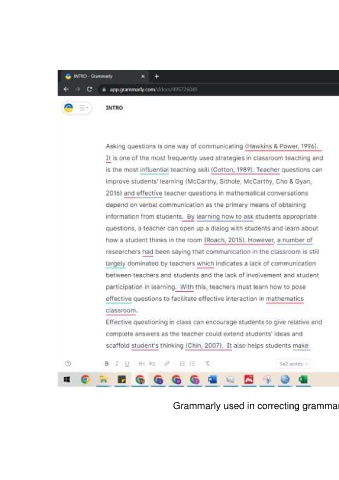 INTRO - Grammarly
app.grammarly.com
INTRO
Asking questions is one way of communicating (Hawkins & Power, 1996).
It is one of the most frequently used strategies in classroom teaching and
is the most influential teaching skill (Cotton, 1989). Teacher questions can
improve students' learning (McCarthy, Sithole, McCarthy, Cho & Gyan,
2016) and effective teacher questions in mathematical conversations
depend on verbal communication as the primary means of obtaining
information from students. By learning how to ask students appropriate
questions, a teacher can open up a dialog with students and learn about
how a student thinks in the room (Roach, 2015). However, a number of
researchers had been saying that communication in the classroom is still
largely dominated by teachers which indicates a lack of communication
between teachers and students and the lack of involvement and student
participation in learning. With this, teachers must learn how to pose
effective questions to facilitate effective interaction in mathematics
classroom.
Effective questioning in class can encourage students to give relative and
complete answers as the teacher could extend students' ideas and
scaffold student's thinking (Chin, 2007). It also helps students make
B I U H1 H2
562 words
Grammarly used in correcting grammar